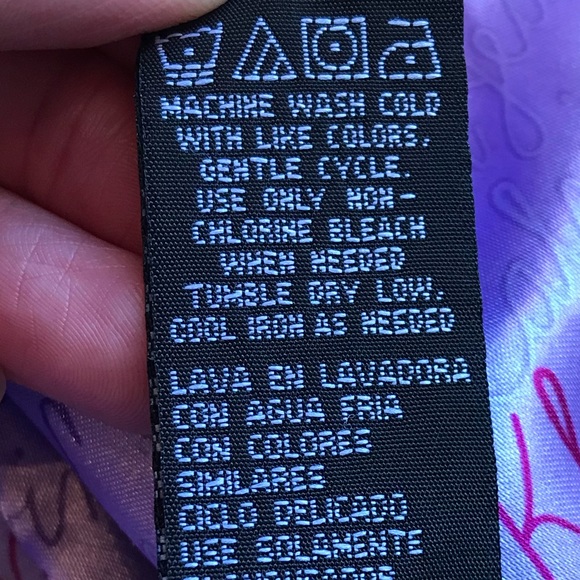 MACHINE WASH COLD
WITH LIKE COLORS.
GENTLE CYCLE.
USE ONLY NON-
CHLORINE BLEACH
WHEN NEEDED
TUMBLE DRY LOW.
COOL IRON AS NEEDED
LAVA EN LAVADORA
CON AGUA FRIA
CON COLORES
SIMILARES
CICLO DELICADO
USE SOLAMENTE